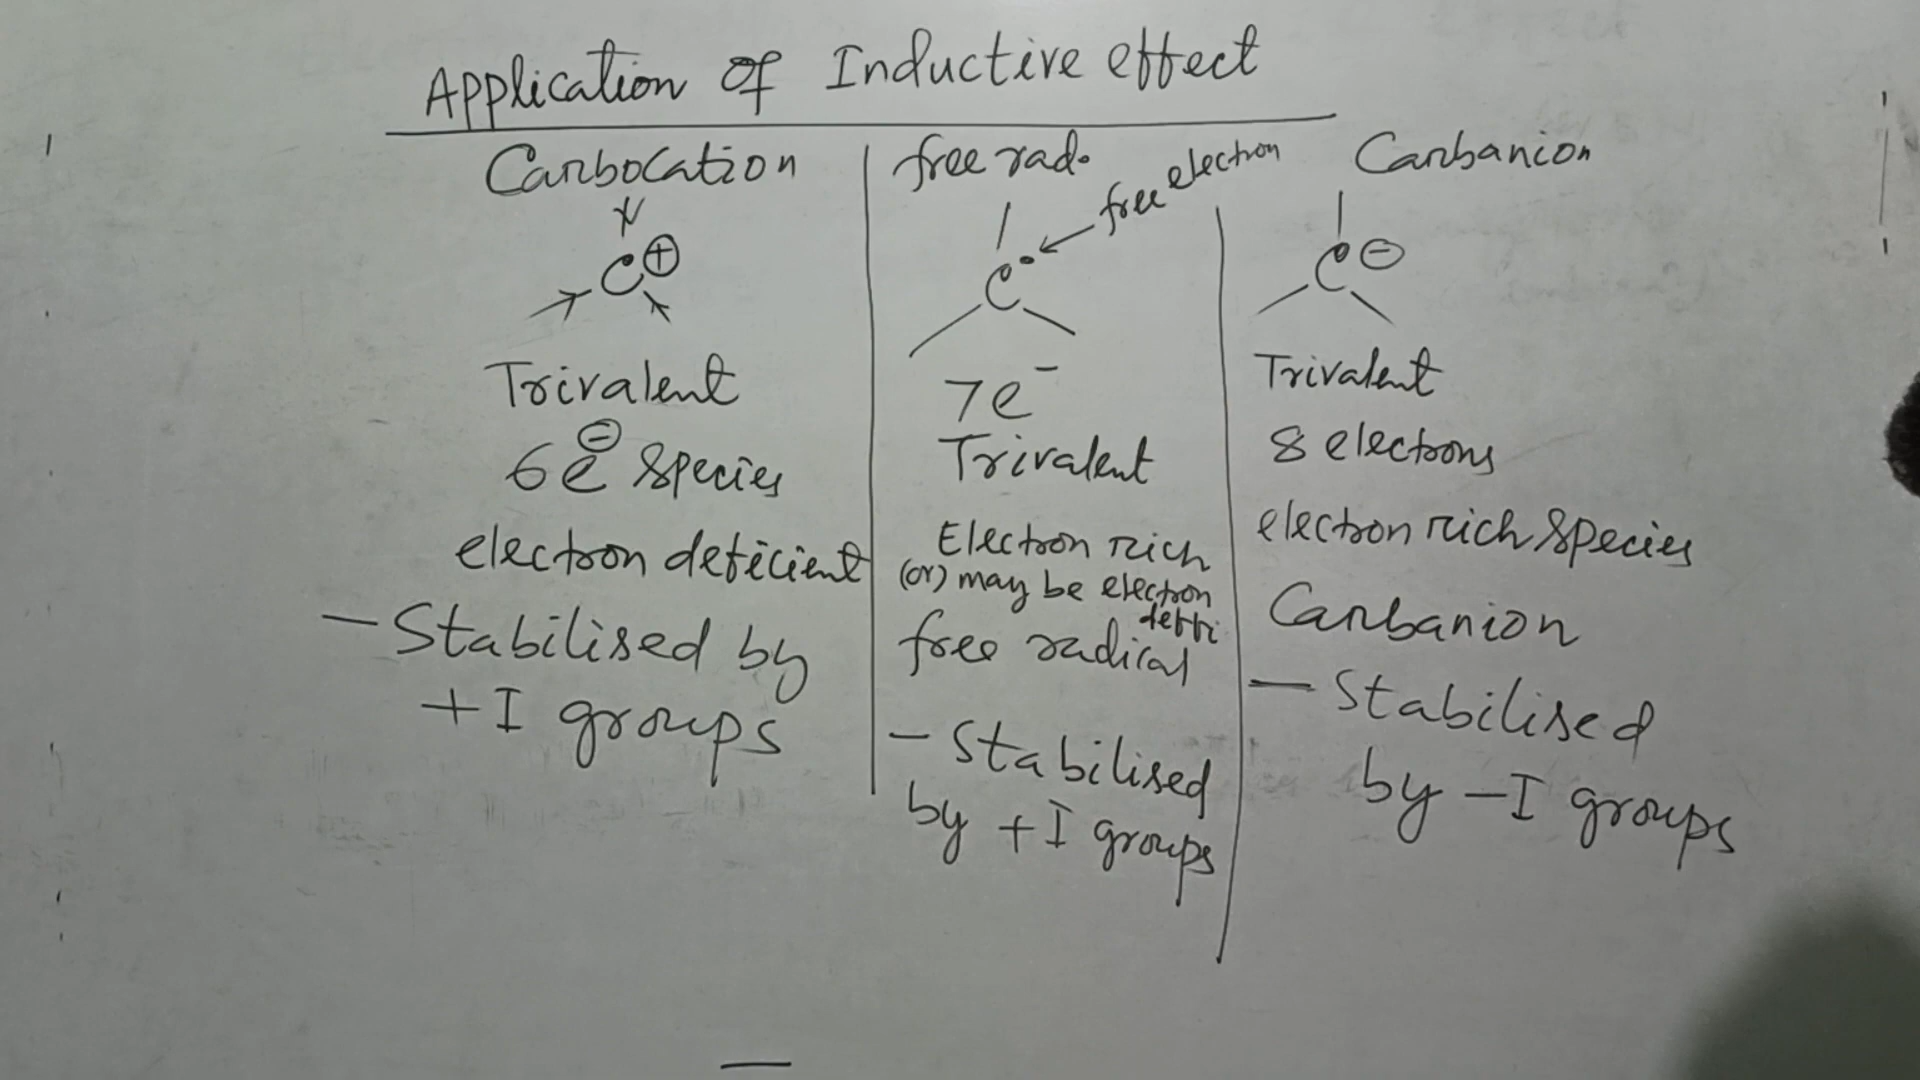 Application of Inductive effect
Carbocation
C⊕
Trivalent
6e⊖ species
electron deficient
- Stabilised by
+I groups
free rad.
free electron
C•
7e⁻
Trivalent
Electron rich
(or) may be electron
defi
free radical
- Stabilised
by +I groups
Carbanion
C⊖
Trivalent
8 electrons
electron rich species
Carbanion
- Stabilised
by -I groups